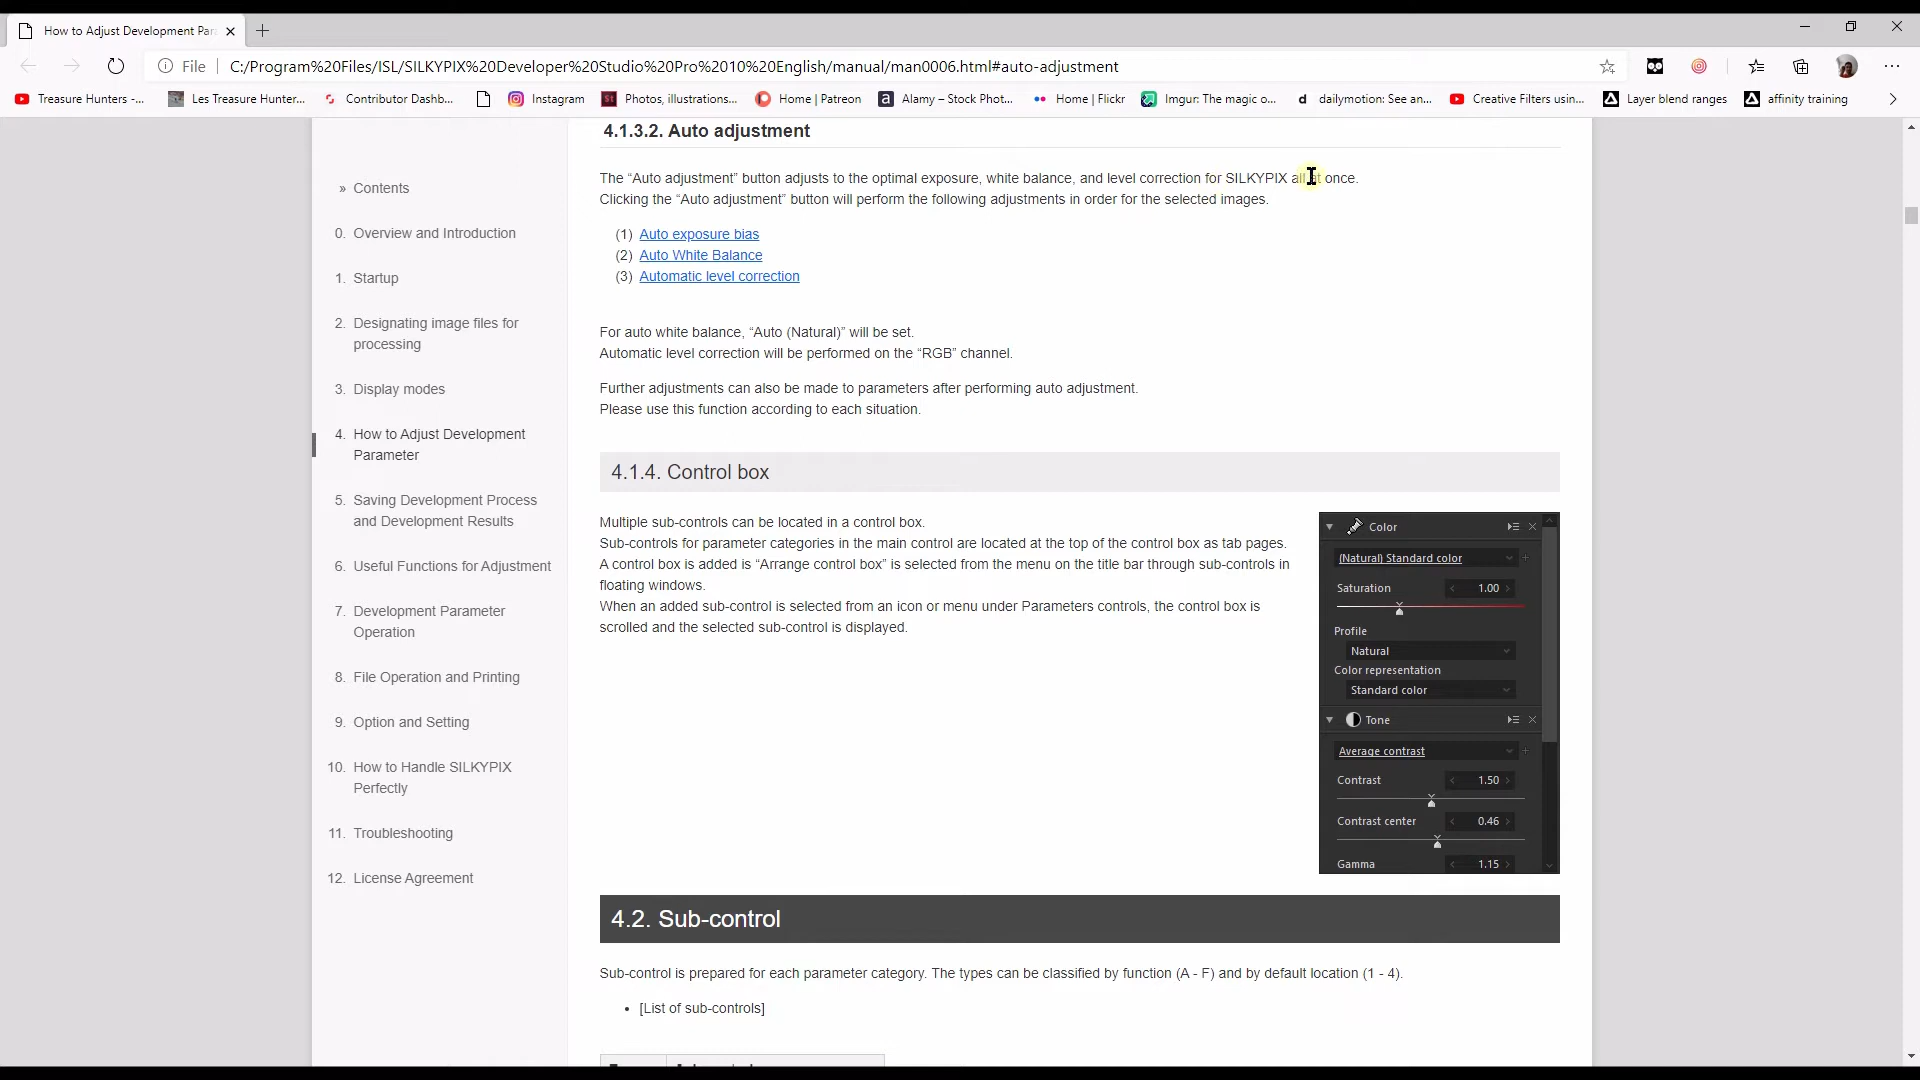 How to Adjust Development Par
File
C:/Program%20Files/ISL/SILKYPIX%20Developer%20Studio%20Pro%2010%20English/manual/man0006.html#auto-adjustment
Treasure Hunters -...
Les Treasure Hunter...
Contributor Dashb...
Instagram
Photos, illustrations...
Home | Patreon
Alamy – Stock Phot...
Home | Flickr
Imgur: The magic o...
dailymotion: See an...
Creative Filters usin...
Layer blend ranges
affinity training
» Contents
0. Overview and Introduction
1. Startup
2. Designating image files for
processing
3. Display modes
4. How to Adjust Development
Parameter
5. Saving Development Process
and Development Results
6. Useful Functions for Adjustment
7. Development Parameter
Operation
8. File Operation and Printing
9. Option and Setting
10. How to Handle SILKYPIX
Perfectly
11. Troubleshooting
12. License Agreement
4.1.3.2. Auto adjustment
The “Auto adjustment” button adjusts to the optimal exposure, white balance, and level correction for SILKYPIX all at once.
Clicking the “Auto adjustment” button will perform the following adjustments in order for the selected images.
(1) Auto exposure bias
(2) Auto White Balance
(3) Automatic level correction
For auto white balance, “Auto (Natural)” will be set.
Automatic level correction will be performed on the “RGB” channel.
Further adjustments can also be made to parameters after performing auto adjustment.
Please use this function according to each situation.
4.1.4. Control box
Multiple sub-controls can be located in a control box.
Sub-controls for parameter categories in the main control are located at the top of the control box as tab pages.
A control box is added is “Arrange control box” is selected from the menu on the title bar through sub-controls in
floating windows.
When an added sub-control is selected from an icon or menu under Parameters controls, the control box is
scrolled and the selected sub-control is displayed.
Color
(Natural) Standard color
Saturation 1.00
Profile
Natural
Color representation
Standard color
Tone
Average contrast
Contrast 1.50
Contrast center 0.46
Gamma 1.15
4.2. Sub-control
Sub-control is prepared for each parameter category. The types can be classified by function (A - F) and by default location (1 - 4).
• [List of sub-controls]